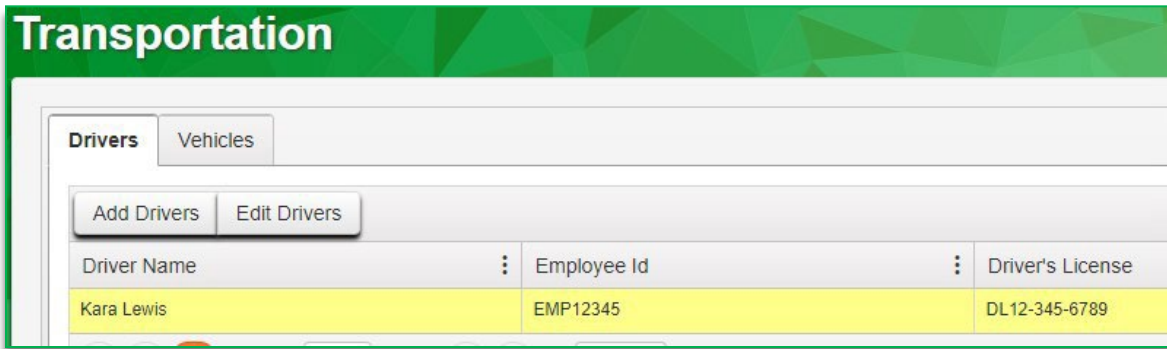 Transportation
Drivers Vehicles
Add Drivers Edit Drivers
Driver Name Employee Id Driver's License
Kara Lewis EMP12345 DL12-345-6789